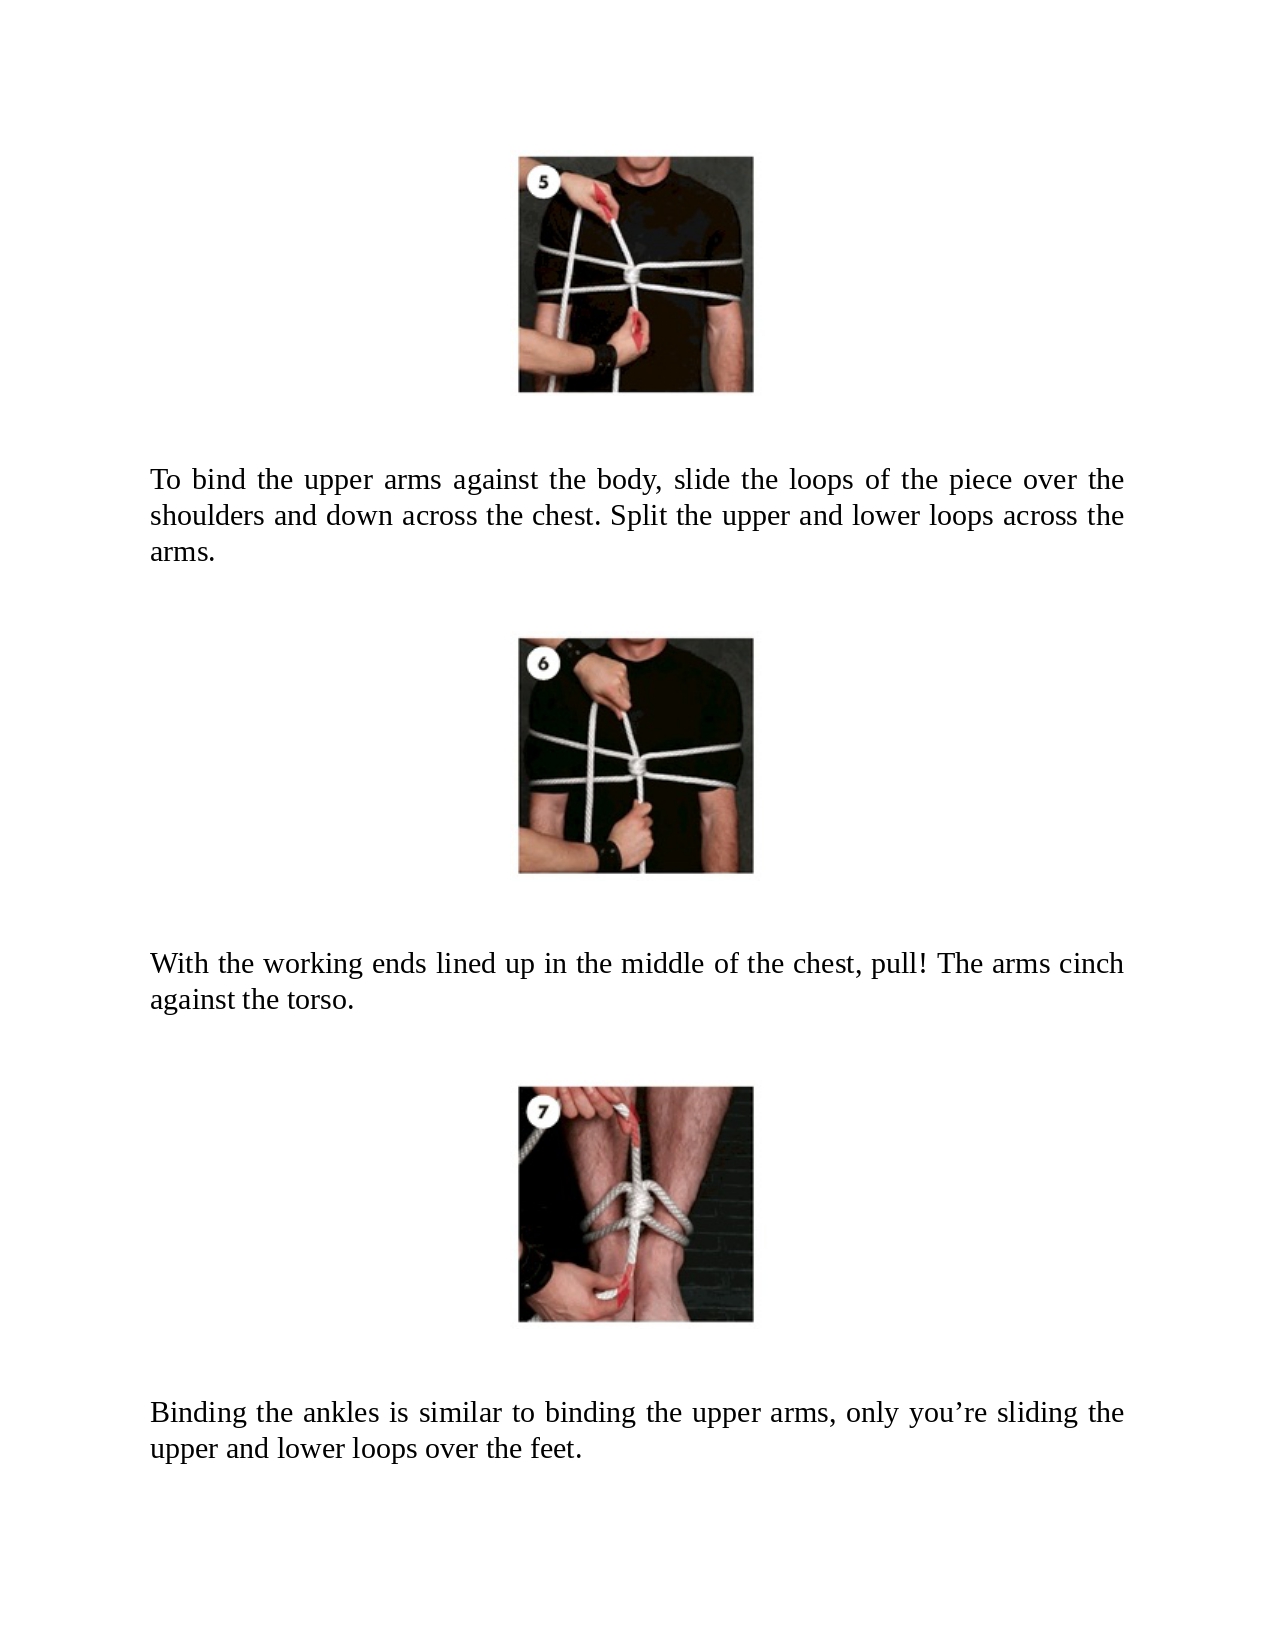 5
To bind the upper arms against the body, slide the loops of the piece over the
shoulders and down across the chest. Split the upper and lower loops across the
arms.
6
With the working ends lined up in the middle of the chest, pull! The arms cinch
against the torso.
7
Binding the ankles is similar to binding the upper arms, only you’re sliding the
upper and lower loops over the feet.